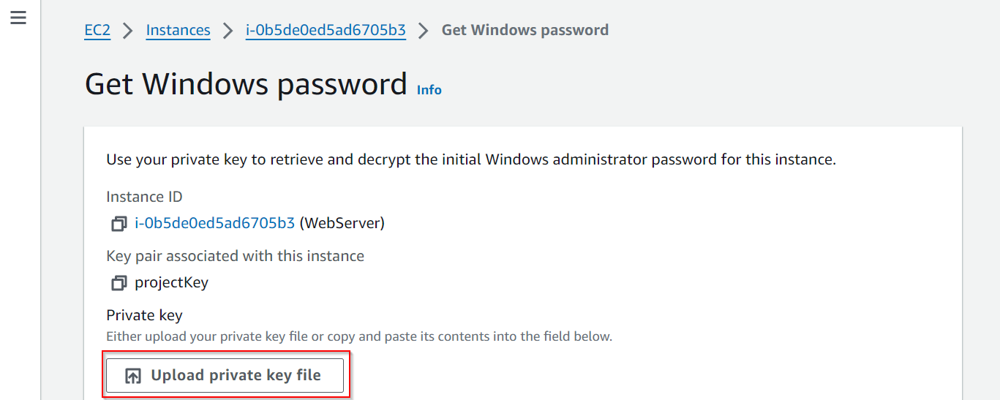 EC2 > Instances > i-0b5de0ed5ad6705b3 > Get Windows password
Get Windows password Info
Use your private key to retrieve and decrypt the initial Windows administrator password for this instance.
Instance ID
i-0b5de0ed5ad6705b3 (WebServer)
Key pair associated with this instance
projectKey
Private key
Either upload your private key file or copy and paste its contents into the field below.
Upload private key file